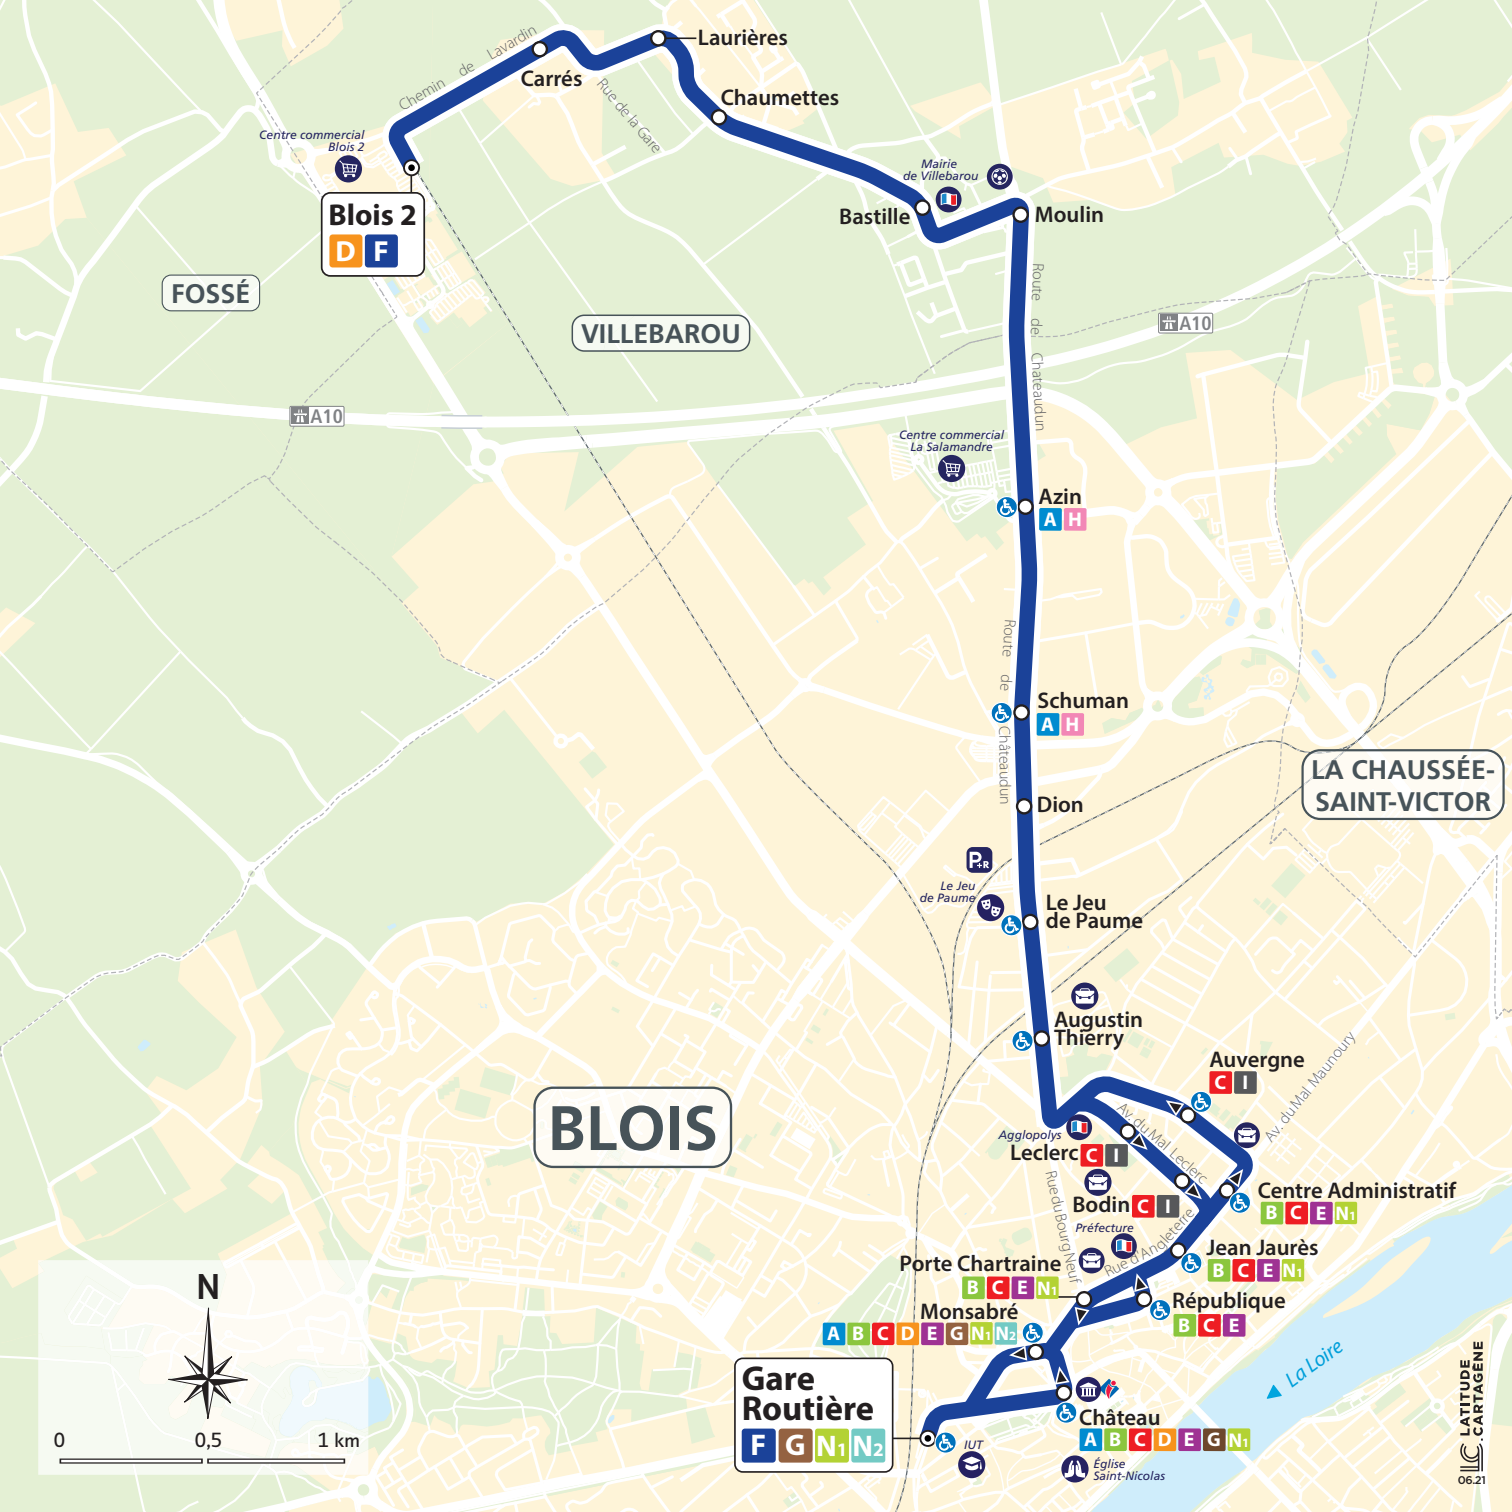 Laurières
Chemin de Lavardin
Carrés
Rue de la Gare
Chaumettes
Centre commercial
Blois 2
Mairie
de Villebarou
Blois 2
D F
Bastille
Moulin
FOSSÉ
VILLEBAROU
Route de Chateaudun
A10
A10
Centre commercial
La Salamandre
Azin
A H
Route de Châteaudun
Schuman
A H
LA CHAUSSÉE-
SAINT-VICTOR
Dion
P+R
Le Jeu
de Paume
Le Jeu
de Paume
Augustin
Thierry
Auvergne
C I
Av. du Mal Maunoury
BLOIS
Agglopolys
Av. du Mal Leclerc
Leclerc C I
Rue du Bourg Neuf
Bodin C I
Centre Administratif
B C E N1
Préfecture
Rue d'Angleterre
Jean Jaurès
B C E N1
Porte Chartraine
B C E N1
République
B C E
Monsabré
A B C D E G N1 N2
Gare
Routière
F G N1 N2
Château
A B C D E G N1
IUT
Église
Saint-Nicolas
La Loire
N
0 0,5 1 km
LC LATITUDE
CARTAGÈNE
06.21